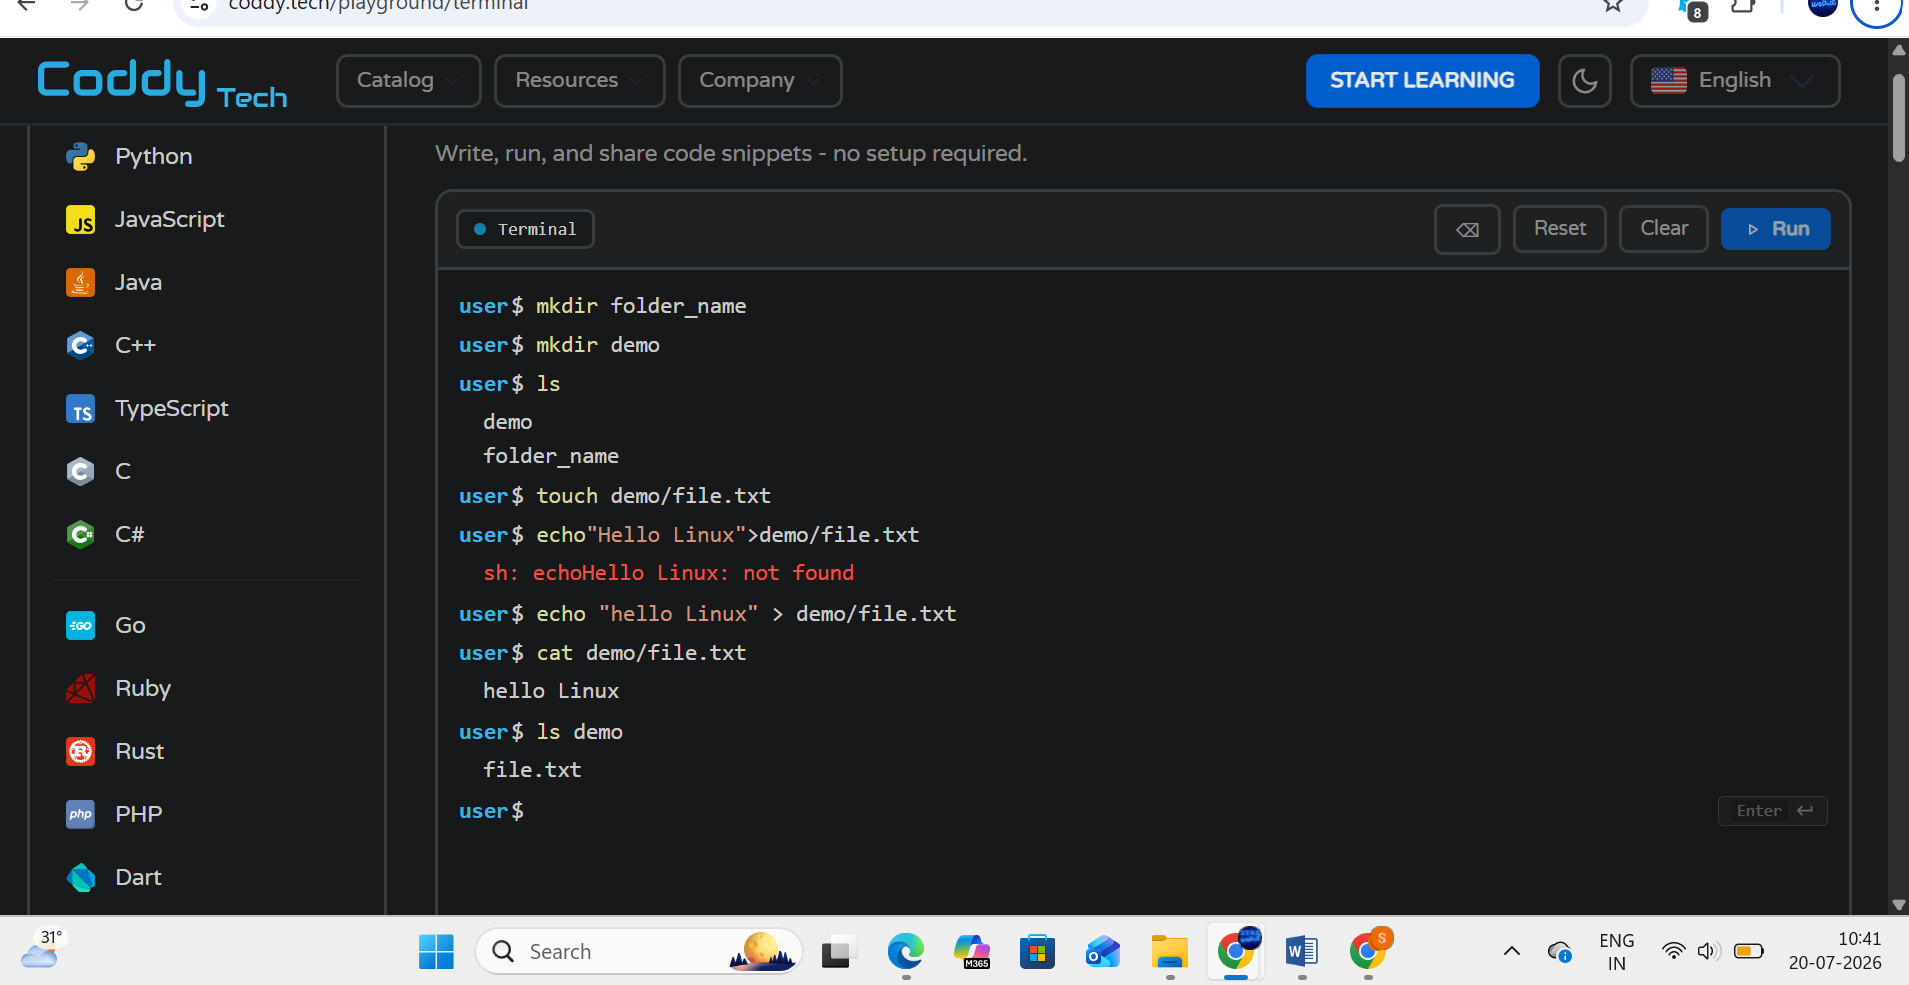 coddy.tech/playground/terminal
8
Coddy Tech
Catalog
Resources
Company
START LEARNING
English
Python
JavaScript
Java
C++
TypeScript
C
C#
Go
Ruby
Rust
PHP
Dart
Write, run, and share code snippets - no setup required.
Terminal
Reset
Clear
Run
user$ mkdir folder_name
user$ mkdir demo
user$ ls
demo
folder_name
user$ touch demo/file.txt
user$ echo"Hello Linux">demo/file.txt
sh: echoHello Linux: not found
user$ echo "hello Linux" > demo/file.txt
user$ cat demo/file.txt
hello Linux
user$ ls demo
file.txt
user$
Enter
31°
Search
M365
S
ENG
IN
10:41
20-07-2026